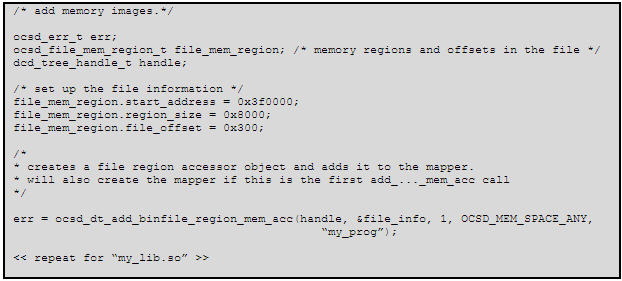 /* add memory images.*/
ocsd_err_t err;
ocsd_file_mem_region_t file_mem_region; /* memory regions and offsets in the file */
dcd_tree_handle_t handle;
/* set up the file information */
file_mem_region.start_address = 0x3f0000;
file_mem_region.region_size = 0x8000;
file_mem_region.file_offset = 0x300;
/*
* creates a file region accessor object and adds it to the mapper.
* will also create the mapper if this is the first add_..._mem_acc call
*/
err = ocsd_dt_add_binfile_region_mem_acc(handle, &file_info, 1, OCSD_MEM_SPACE_ANY,
“my_prog”);
<< repeat for “my_lib.so” >>